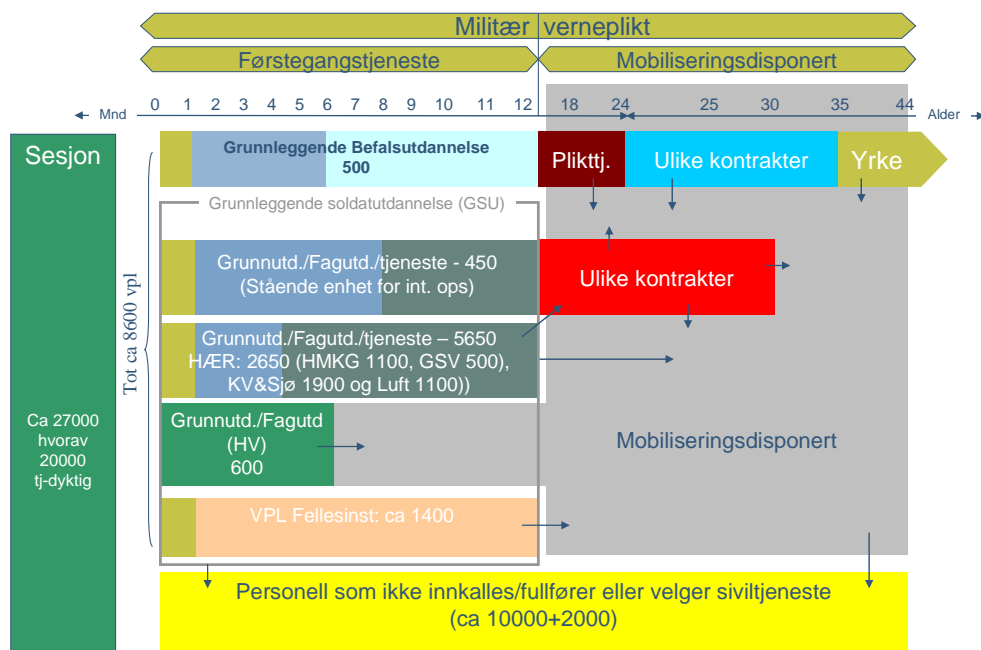 Militær verneplikt
Førstegangstjeneste
Mobiliseringsdisponert
Mnd
0 1 2 3 4 6 8 9 10 11 12 18 24 25 30 35 44
Alder
Sesjon
Ca 27000
hvorav
20000
tj-dyktig
Tot ca 8600 vpl
Grunnleggende Befalsutdannelse
500
Plikttj.
Ulike kontrakter
Yrke
Grunnleggende soldatutdannelse (GSU)
Grunnutd./Fagutd./tjeneste - 450
(Stående enhet for int. ops)
Ulike kontrakter
Grunnutd./Fagutd./tjeneste – 5650
HÆR: 2650 (HMKG 1100, GSV 500),
KV&Sjø 1900 og Luft 1100))
Grunnutd./Fagutd
(HV)
600
Mobiliseringsdisponert
VPL Fellesinst: ca 1400
Personell som ikke innkalles/fullfører eller velger siviltjeneste
(ca 10000+2000)